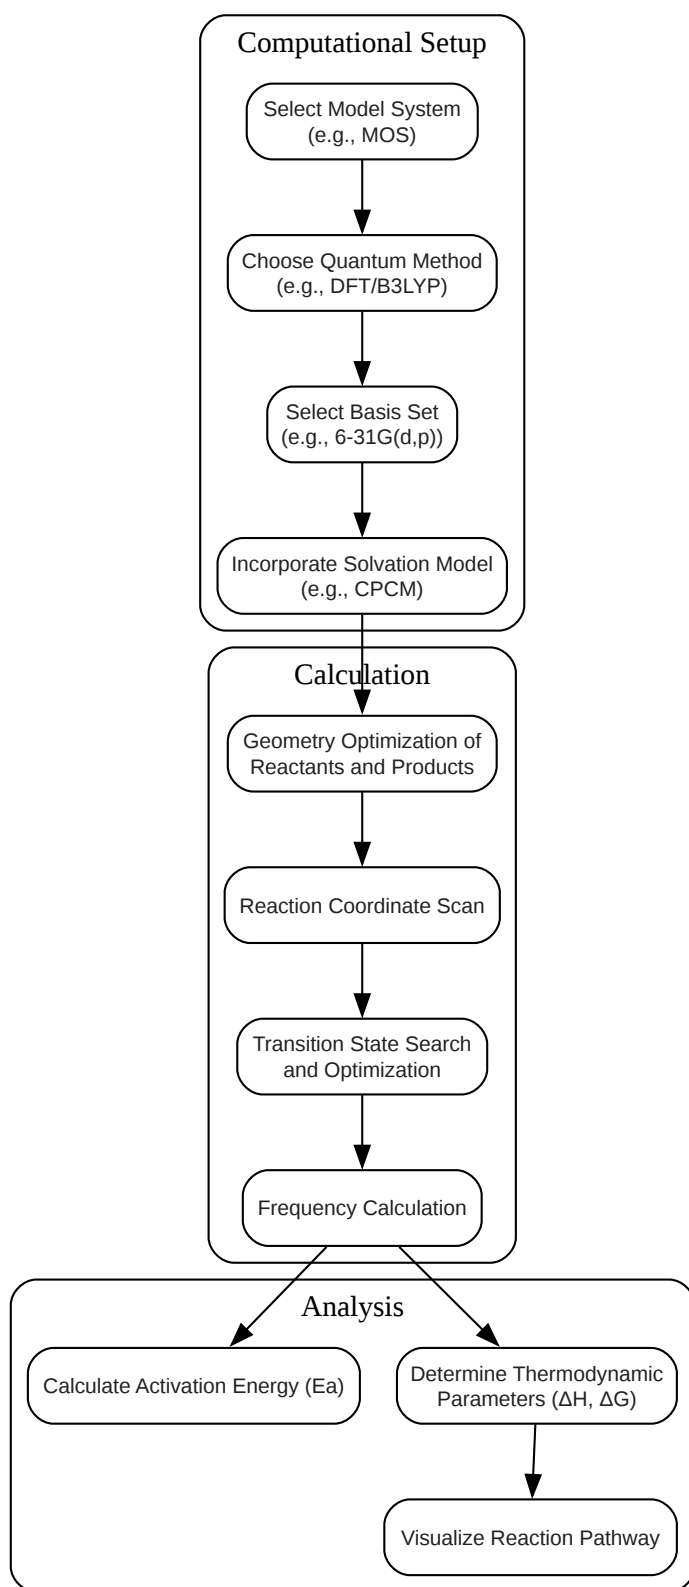 Computational Setup
Select Model System
(e.g., MOS)
Choose Quantum Method
(e.g., DFT/B3LYP)
Select Basis Set
(e.g., 6-31G(d,p))
Incorporate Solvation Model
(e.g., CPCM)
Calculation
Geometry Optimization of
Reactants and Products
Reaction Coordinate Scan
Transition State Search
and Optimization
Frequency Calculation
Analysis
Calculate Activation Energy (Ea)
Determine Thermodynamic
Parameters (ΔH, ΔG)
Visualize Reaction Pathway